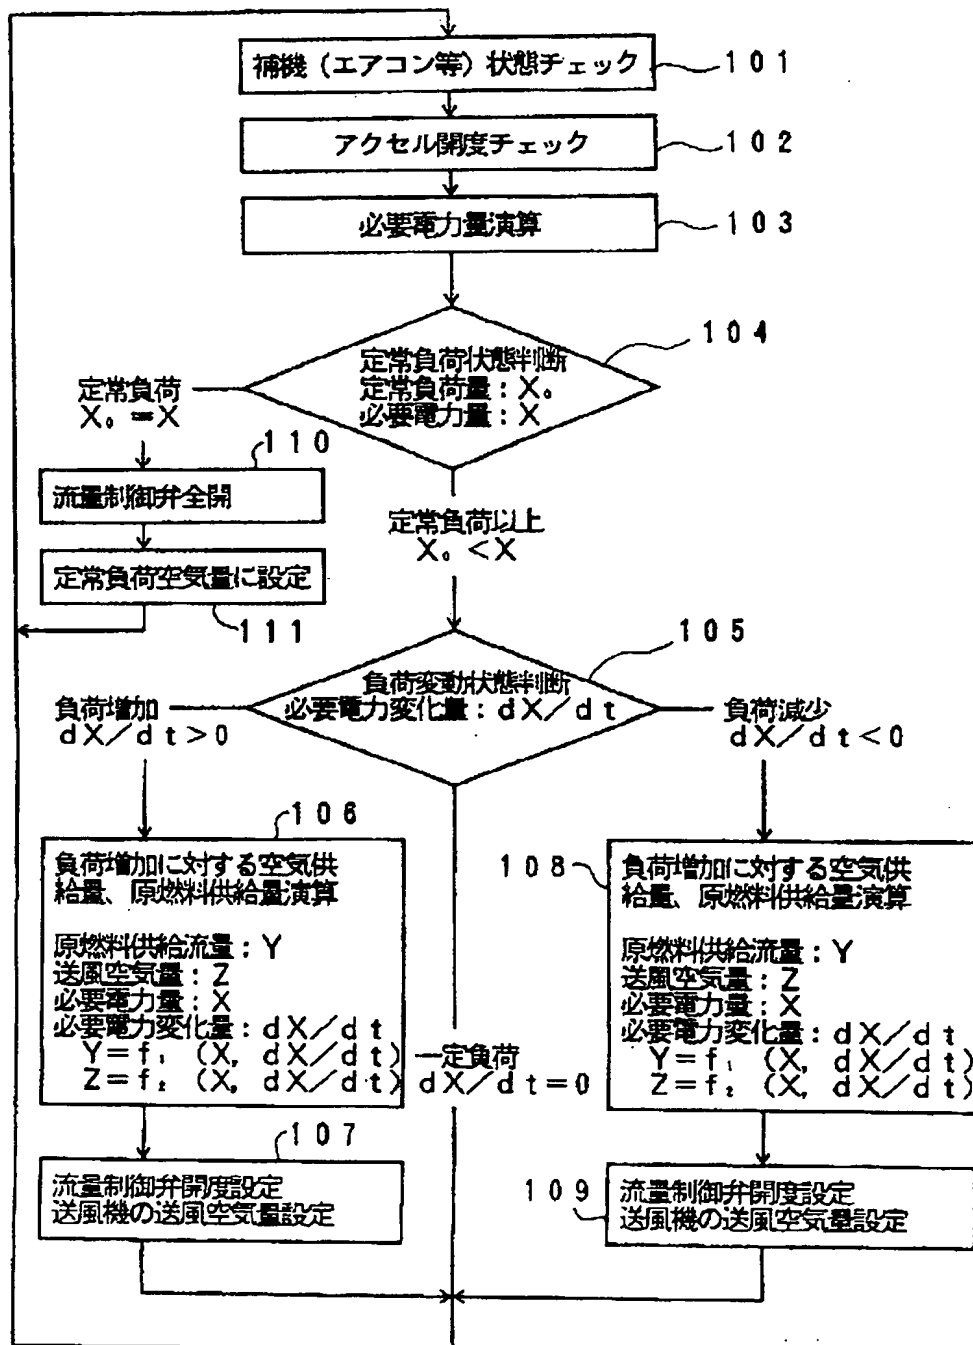 補機（エアコン等）状態チェック
101
アクセル開度チェック
102
必要電力量演算
103
104
定常負荷状態判断
定常負荷量：X₀
必要電力量：X
定常負荷
X₀＝X
110
流量制御弁全開
定常負荷以上
X₀＜X
定常負荷空気量に設定
111
105
負荷変動状態判断
必要電力変化量：dX／dt
負荷増加
dX／dt＞0
負荷減少
dX／dt＜0
106
負荷増加に対する空気供
給量、原燃料供給量演算
原燃料供給流量：Y
送風空気量：Z
必要電力量：X
必要電力変化量：dX／dt
Y＝f₁（X，dX／dt）
Z＝f₂（X，dX／dt）
一定負荷
dX／dt＝0
108
負荷増加に対する空気供
給量、原燃料供給量演算
原燃料供給流量：Y
送風空気量：Z
必要電力量：X
必要電力変化量：dX／dt
Y＝f₁（X，dX／dt）
Z＝f₂（X，dX／dt）
107
流量制御弁開度設定
送風機の送風空気量設定
109
流量制御弁開度設定
送風機の送風空気量設定